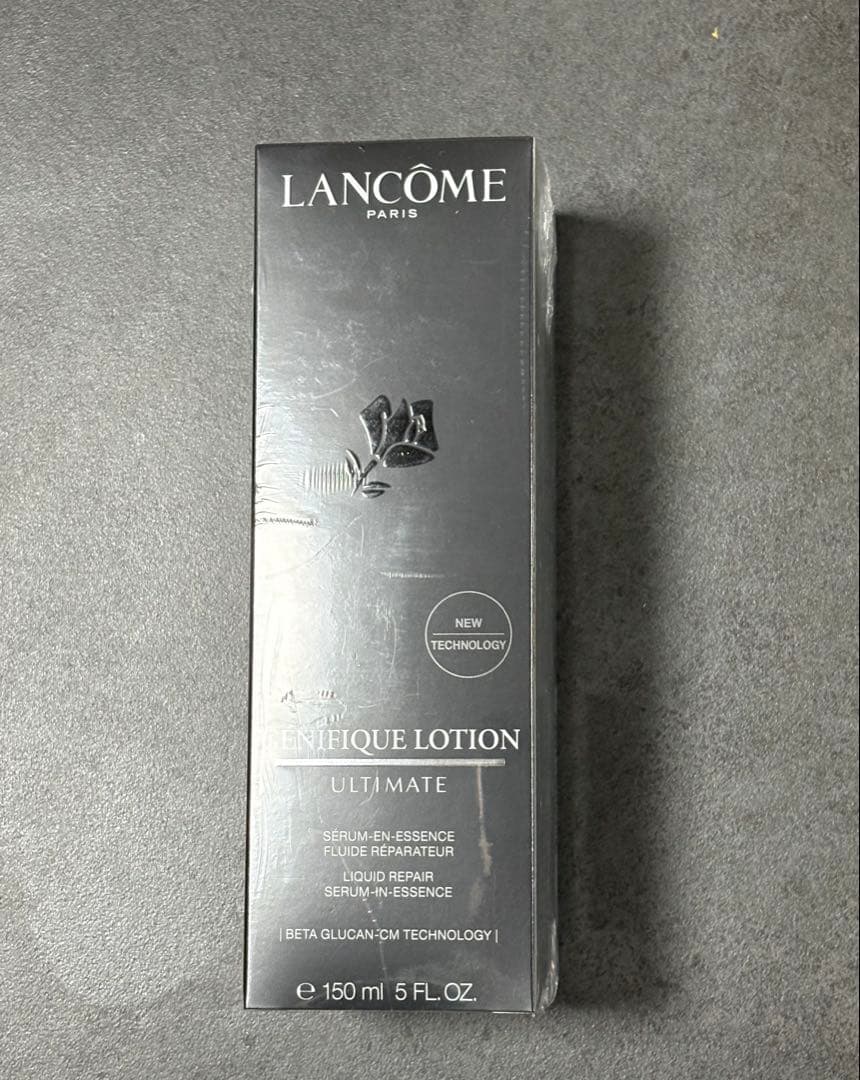 LANCÔME
PARIS
NEW
TECHNOLOGY
GENIFIQUE LOTION
ULTIMATE
SÉRUM-EN-ESSENCE
FLUIDE RÉPARATEUR
LIQUID REPAIR
SERUM-IN-ESSENCE
| BETA GLUCAN-CM TECHNOLOGY |
℮ 150 ml 5 FL. OZ.